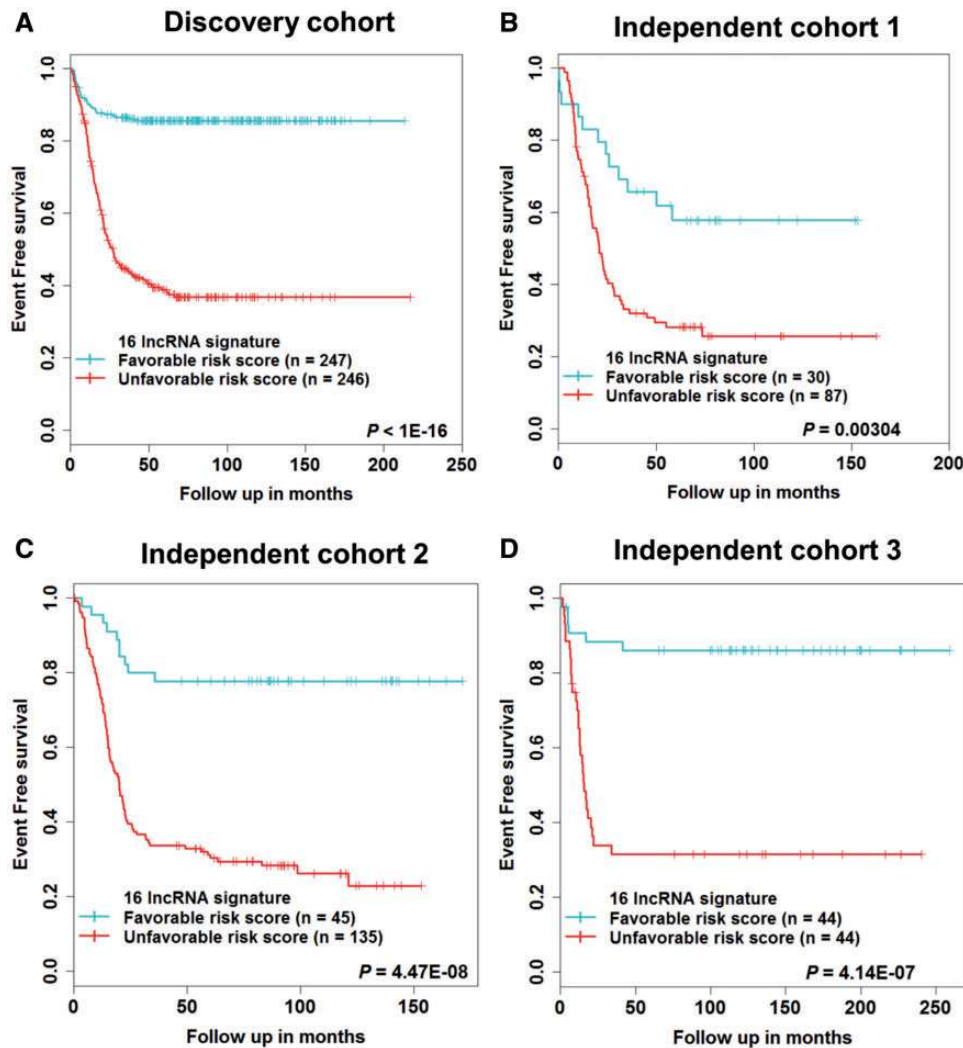 A
Discovery cohort
Event Free survival
1.0
0.8
0.6
0.4
0.2
0.0
16 lncRNA signature
Favorable risk score (n = 247)
Unfavorable risk score (n = 246)
P < 1E-16
0 50 100 150 200 250
Follow up in months
B
Independent cohort 1
Event Free survival
1.0
0.8
0.6
0.4
0.2
0.0
16 lncRNA signature
Favorable risk score (n = 30)
Unfavorable risk score (n = 87)
P = 0.00304
0 50 100 150 200
Follow up in months
C
Independent cohort 2
Event Free survival
1.0
0.8
0.6
0.4
0.2
0.0
16 lncRNA signature
Favorable risk score (n = 45)
Unfavorable risk score (n = 135)
P = 4.47E-08
0 50 100 150
Follow up in months
D
Independent cohort 3
Event Free survival
1.0
0.8
0.6
0.4
0.2
0.0
16 lncRNA signature
Favorable risk score (n = 44)
Unfavorable risk score (n = 44)
P = 4.14E-07
0 50 100 150 200 250
Follow up in months